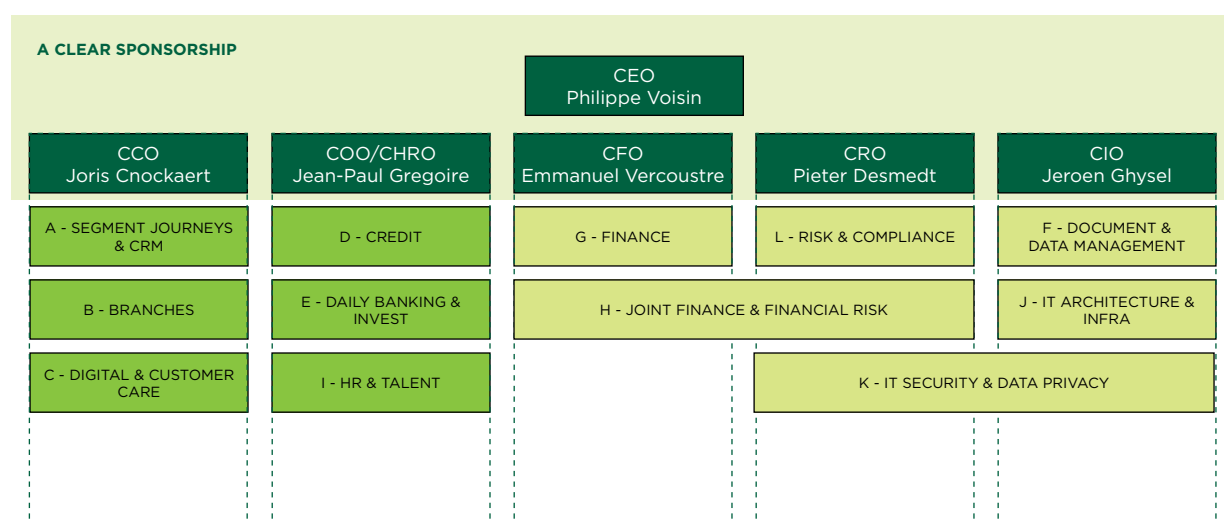 A CLEAR SPONSORSHIP
CEO
Philippe Voisin
CCO
Joris Cnockaert
COO/CHRO
Jean-Paul Gregoire
CFO
Emmanuel Vercoustre
CRO
Pieter Desmedt
CIO
Jeroen Ghysel
A - SEGMENT JOURNEYS
& CRM
D - CREDIT
G - FINANCE
L - RISK & COMPLIANCE
F - DOCUMENT &
DATA MANAGEMENT
B - BRANCHES
E - DAILY BANKING &
INVEST
H - JOINT FINANCE & FINANCIAL RISK
J - IT ARCHITECTURE &
INFRA
C - DIGITAL & CUSTOMER
CARE
I - HR & TALENT
K - IT SECURITY & DATA PRIVACY